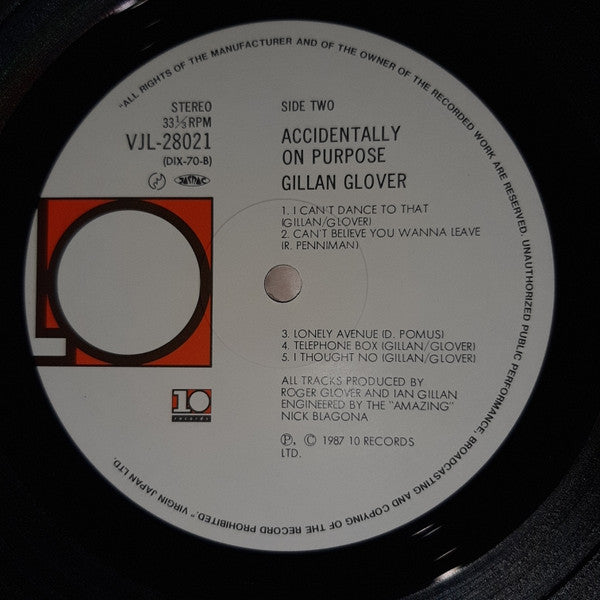 "ALL RIGHTS OF THE MANUFACTURER AND OF THE OWNER OF THE RECORDED WORK ARE RESERVED. UNAUTHORIZED PUBLIC PERFORMANCE, BROADCASTING AND COPYING OF THE RECORD PROHIBITED." VIRGIN JAPAN LTD.
STEREO
33⅓RPM
VJL-28021
(DIX-70-B)
SIDE TWO
ACCIDENTALLY
ON PURPOSE
GILLAN GLOVER
1. I CAN'T DANCE TO THAT
(GILLAN/GLOVER)
2. CAN'T BELIEVE YOU WANNA LEAVE
(R. PENNIMAN)
3. LONELY AVENUE (D. POMUS)
4. TELEPHONE BOX (GILLAN/GLOVER)
5. I THOUGHT NO (GILLAN/GLOVER)
ALL TRACKS PRODUCED BY
ROGER GLOVER AND IAN GILLAN
ENGINEERED BY THE "AMAZING"
NICK BLAGONA
Ⓟ. © 1987 10 RECORDS
LTD.
10
records